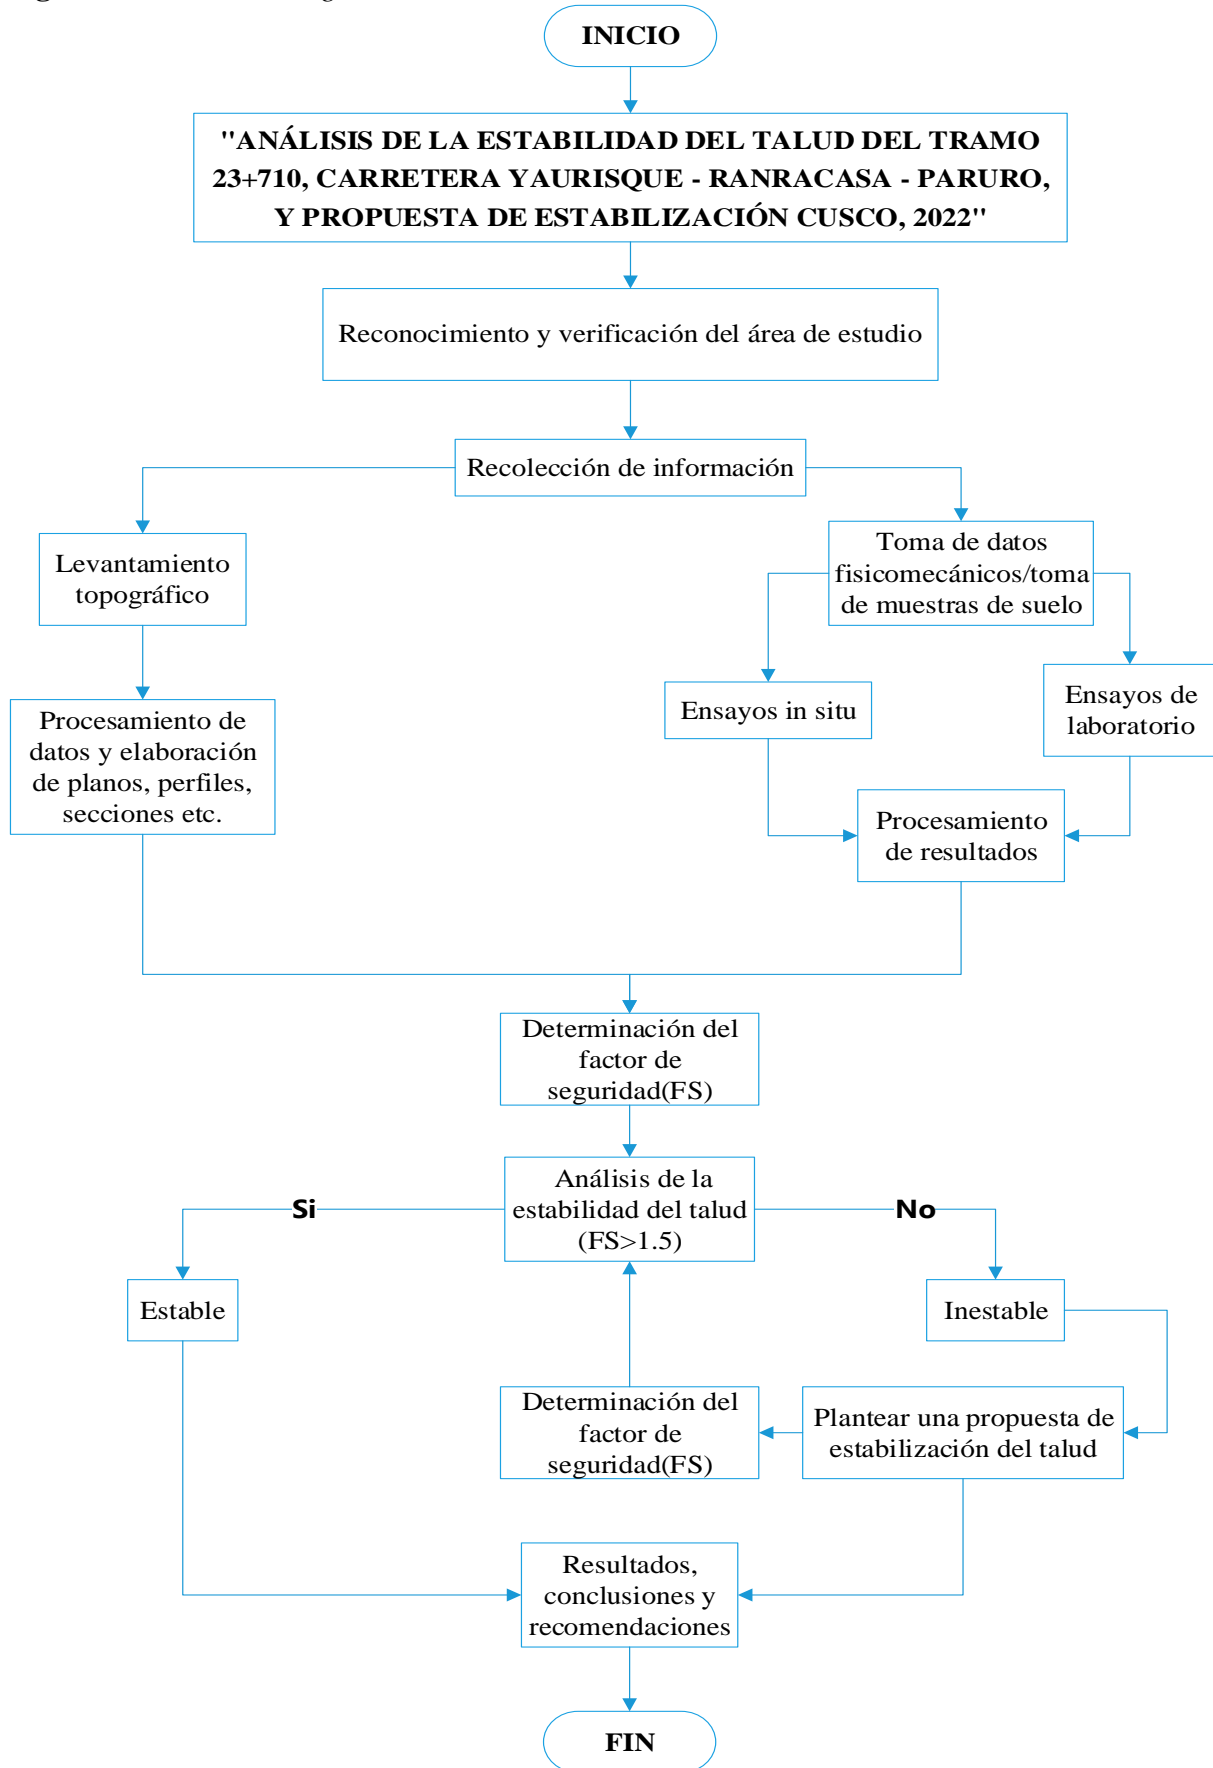 INICIO
"ANÁLISIS DE LA ESTABILIDAD DEL TALUD DEL TRAMO
23+710, CARRETERA YAURISQUE - RANRACASA - PARURO,
Y PROPUESTA DE ESTABILIZACIÓN CUSCO, 2022"
Reconocimiento y verificación del área de estudio
Recolección de información
Levantamiento
topográfico
Toma de datos
fisicomecánicos/toma
de muestras de suelo
Procesamiento de
datos y elaboración
de planos, perfiles,
secciones etc.
Ensayos in situ
Ensayos de
laboratorio
Procesamiento
de resultados
Determinación del
factor de
seguridad(FS)
Análisis de la
estabilidad del talud
(FS>1.5)
Si
No
Estable
Inestable
Determinación del
factor de
seguridad(FS)
Plantear una propuesta de
estabilización del talud
Resultados,
conclusiones y
recomendaciones
FIN